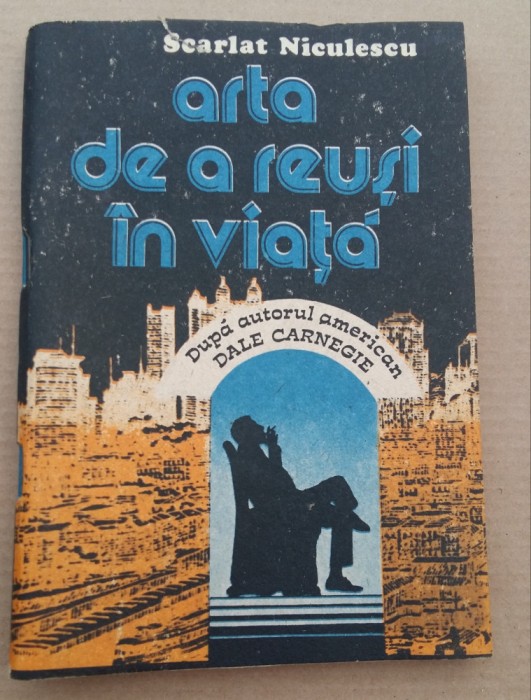 Scarlat Niculescu
arta
de a reuși
în viață
După autorul american
DALE CARNEGIE